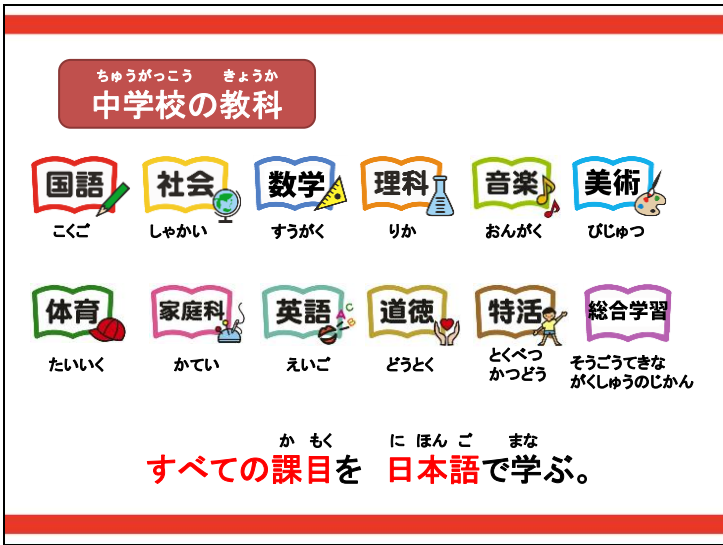 ちゅうがっこう きょうか
中学校の教科
国語 社会 数学 理科 音楽 美術
こくご しゃかい すうがく りか おんがく びじゅつ
体育 家庭科 英語 道徳 特活 総合学習
A C B
たいいく かてい えいご どうとく とくべつ そうごうてきな
かつどう がくしゅうのじかん
か もく に ほん ご まな
すべての課目を 日本語で学ぶ。